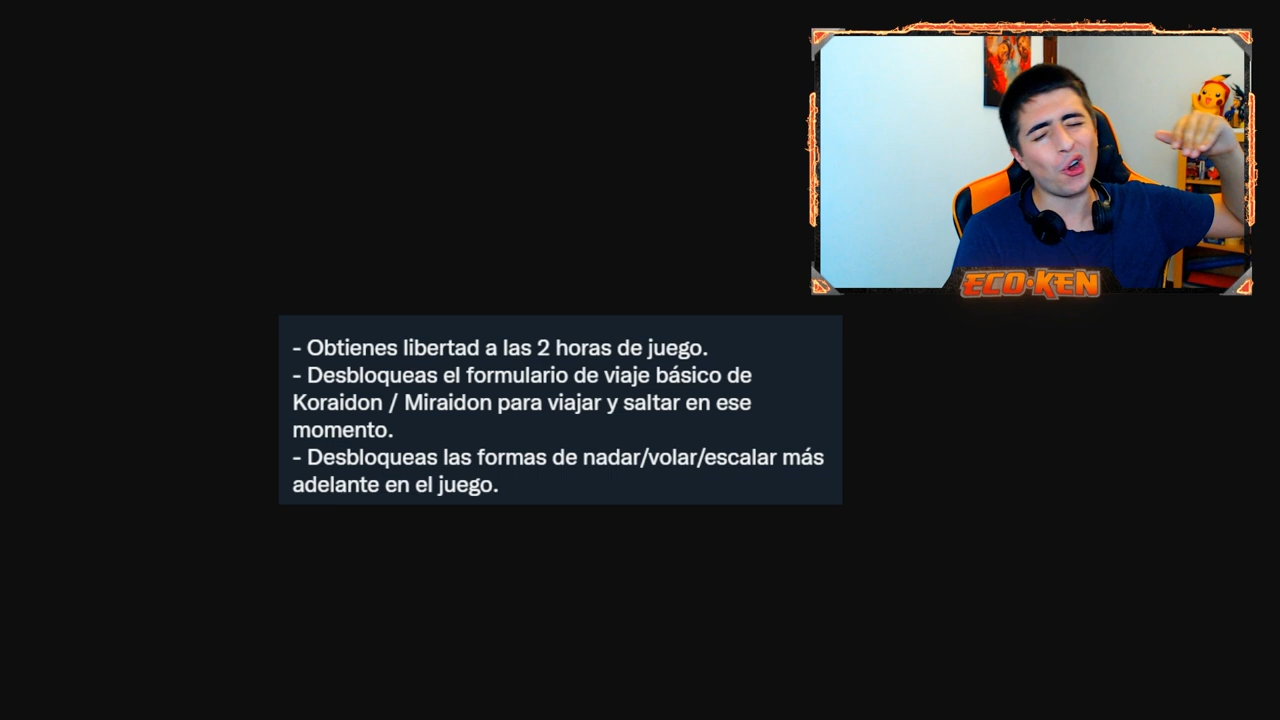 ECO·KEN
- Obtienes libertad a las 2 horas de juego.
- Desbloqueas el formulario de viaje básico de
Koraidon / Miraidon para viajar y saltar en ese
momento.
- Desbloqueas las formas de nadar/volar/escalar más
adelante en el juego.